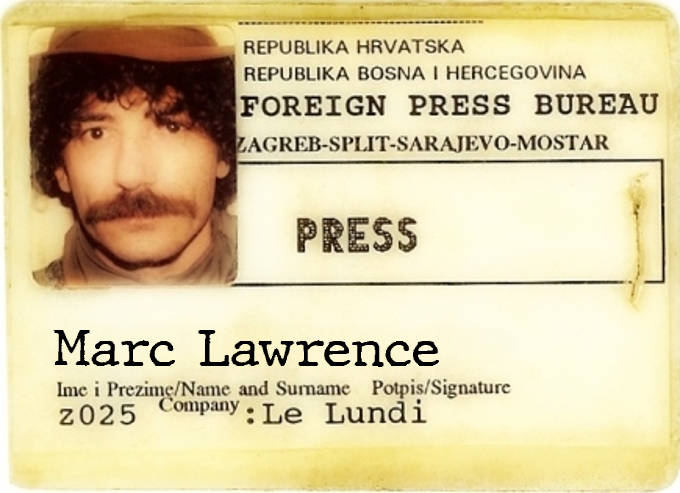 REPUBLIKA HRVATSKA
REPUBLIKA BOSNA I HERCEGOVINA
FOREIGN PRESS BUREAU
ZAGREB-SPLIT-SARAJEVO-MOSTAR
PRESS
Marc Lawrence
Ime i Prezime/Name and Surname Potpis/Signature
z025 Company :Le Lundi